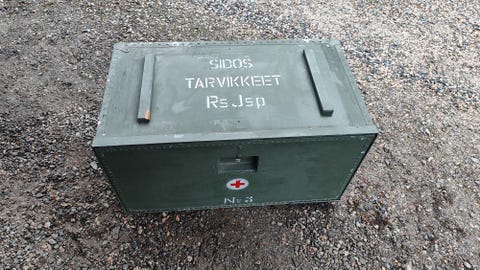 SIDOS
TARVIKKEET
Rs Jsp
No 3